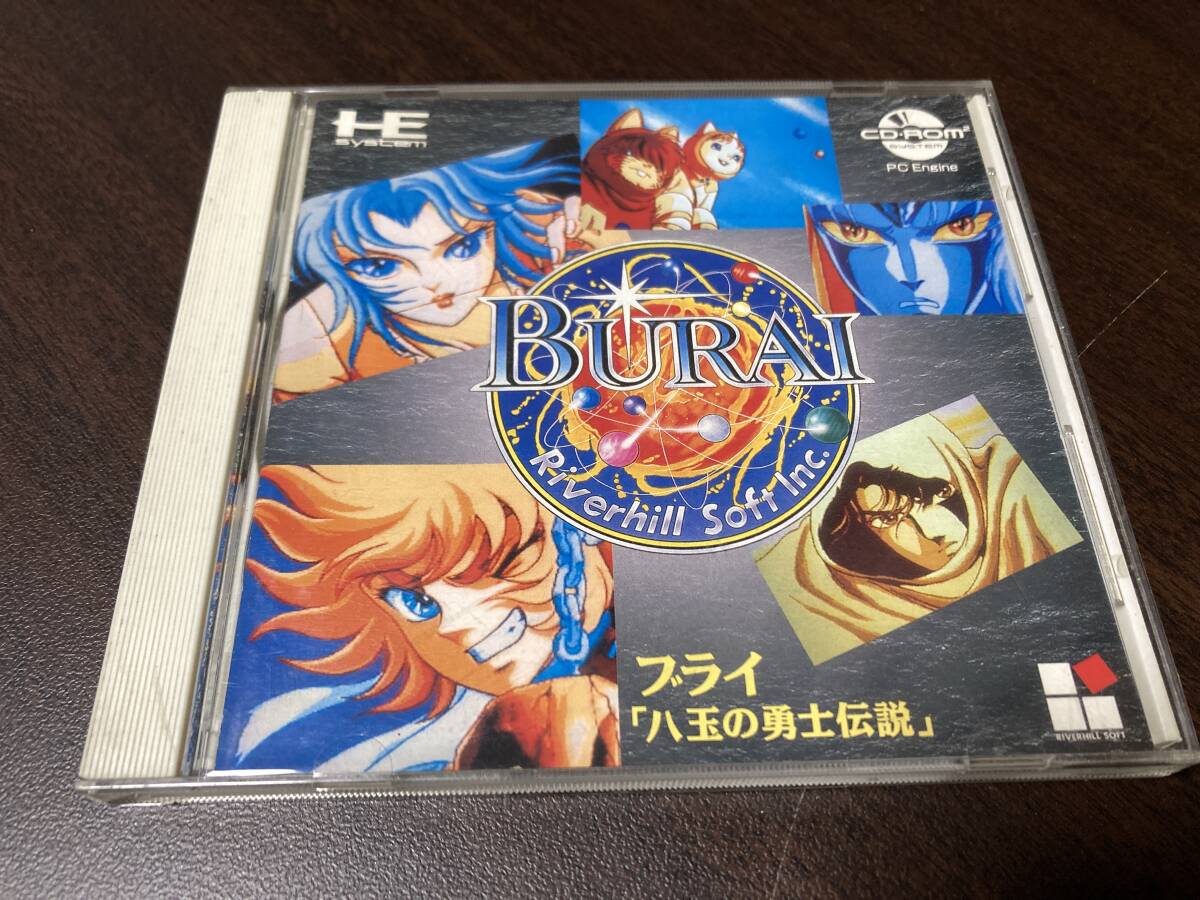 HE
System
CD-ROM²
SYSTEM
PC Engine
BURAI
Riverhill Soft Inc.
ブライ
「八玉の勇士伝説」
RIVERHILL SOFT